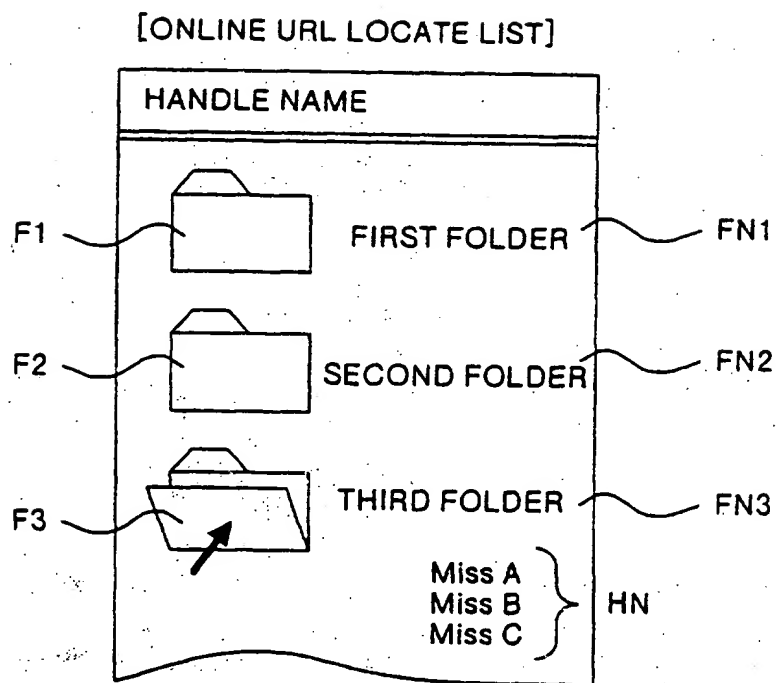 [ONLINE URL LOCATE LIST]
HANDLE NAME
F1 FIRST FOLDER FN1
F2 SECOND FOLDER FN2
F3 THIRD FOLDER FN3
Miss A
Miss B HN
Miss C